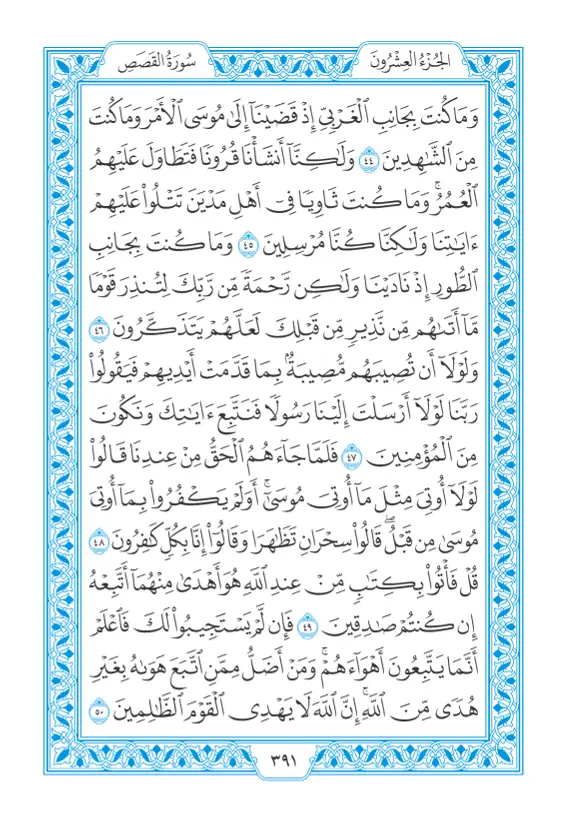 الجُزْءُ العِشْرُونَ
سُورَةُ القَصَصِ
وَمَا كُنتَ بِجَانِبِ ٱلْغَرْبِيِّ إِذْ قَضَيْنَآ إِلَىٰ مُوسَى ٱلْأَمْرَ وَمَا كُنتَ
مِنَ ٱلشَّٰهِدِينَ ٤٤ وَلَٰكِنَّآ أَنشَأْنَا قُرُونًا فَتَطَاوَلَ عَلَيْهِمُ
ٱلْعُمُرُۚ وَمَا كُنتَ ثَاوِيًا فِىٓ أَهْلِ مَدْيَنَ تَتْلُوا۟ عَلَيْهِمْ
ءَايَٰتِنَا وَلَٰكِنَّا كُنَّا مُرْسِلِينَ ٤٥ وَمَا كُنتَ بِجَانِبِ
ٱلطُّورِ إِذْ نَادَيْنَا وَلَٰكِن رَّحْمَةً مِّن رَّبِّكَ لِتُنذِرَ قَوْمًا
مَّآ أَتَىٰهُم مِّن نَّذِيرٍ مِّن قَبْلِكَ لَعَلَّهُمْ يَتَذَكَّرُونَ ٤٦
وَلَوْلَآ أَن تُصِيبَهُم مُّصِيبَةٌۢ بِمَا قَدَّمَتْ أَيْدِيهِمْ فَيَقُولُوا۟
رَبَّنَا لَوْلَآ أَرْسَلْتَ إِلَيْنَا رَسُولًا فَنَتَّبِعَ ءَايَٰتِكَ وَنَكُونَ
مِنَ ٱلْمُؤْمِنِينَ ٤٧ فَلَمَّا جَآءَهُمُ ٱلْحَقُّ مِنْ عِندِنَا قَالُوا۟
لَوْلَآ أُوتِىَ مِثْلَ مَآ أُوتِىَ مُوسَىٰٓۚ أَوَلَمْ يَكْفُرُوا۟ بِمَآ أُوتِىَ
مُوسَىٰ مِن قَبْلُۖ قَالُوا۟ سِحْرَانِ تَظَٰهَرَا وَقَالُوٓا۟ إِنَّا بِكُلٍّ كَٰفِرُونَ ٤٨
قُلْ فَأْتُوا۟ بِكِتَٰبٍ مِّنْ عِندِ ٱللَّهِ هُوَ أَهْدَىٰ مِنْهُمَآ أَتَّبِعْهُ
إِن كُنتُمْ صَٰدِقِينَ ٤٩ فَإِن لَّمْ يَسْتَجِيبُوا۟ لَكَ فَٱعْلَمْ
أَنَّمَا يَتَّبِعُونَ أَهْوَآءَهُمْۚ وَمَنْ أَضَلُّ مِمَّنِ ٱتَّبَعَ هَوَىٰهُ بِغَيْرِ
هُدًى مِّنَ ٱللَّهِۚ إِنَّ ٱللَّهَ لَا يَهْدِى ٱلْقَوْمَ ٱلظَّٰلِمِينَ ٥٠
٣٩١